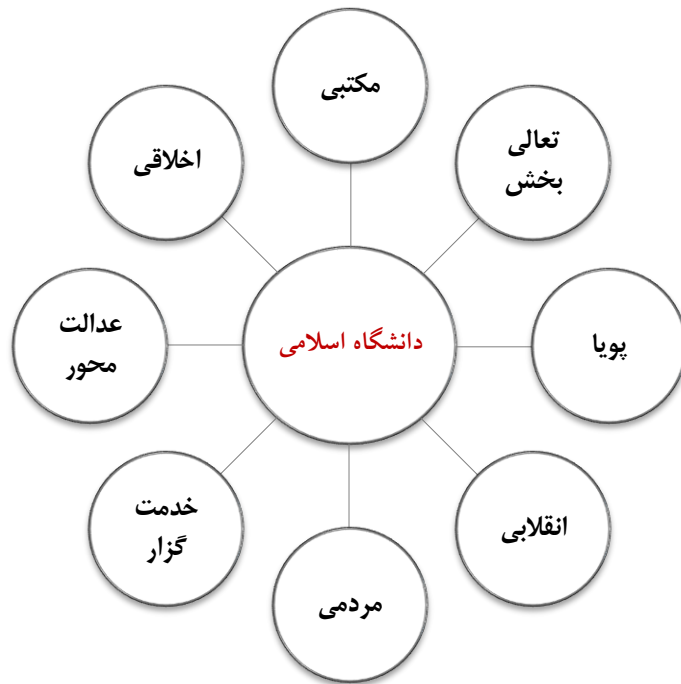 مکتبی
تعالی
بخش
پویا
انقلابی
مردمی
خدمت
گزار
عدالت
محور
اخلاقی
دانشگاه اسلامی